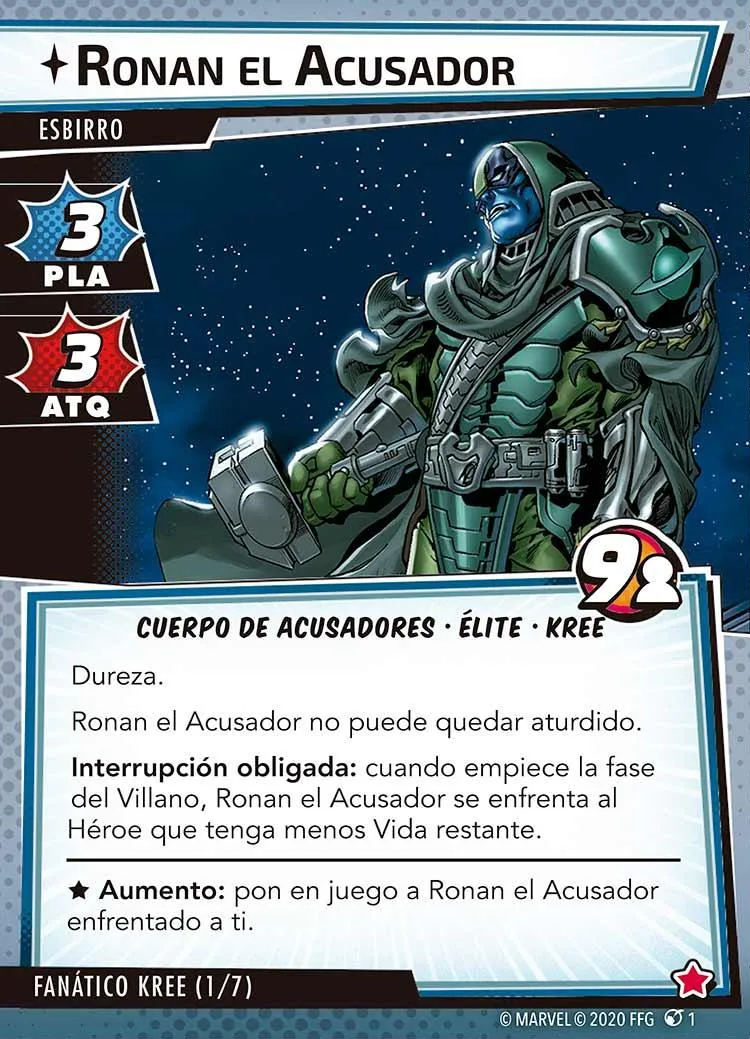 RONAN EL ACUSADOR
ESBIRRO
3
PLA
3
ATQ
9
CUERPO DE ACUSADORES · ÉLITE · KREE
Dureza.
Ronan el Acusador no puede quedar aturdido.
Interrupción obligada: cuando empiece la fase
del Villano, Ronan el Acusador se enfrenta al
Héroe que tenga menos Vida restante.
★ Aumento: pon en juego a Ronan el Acusador
enfrentado a ti.
FANÁTICO KREE (1/7)
© MARVEL © 2020 FFG 1